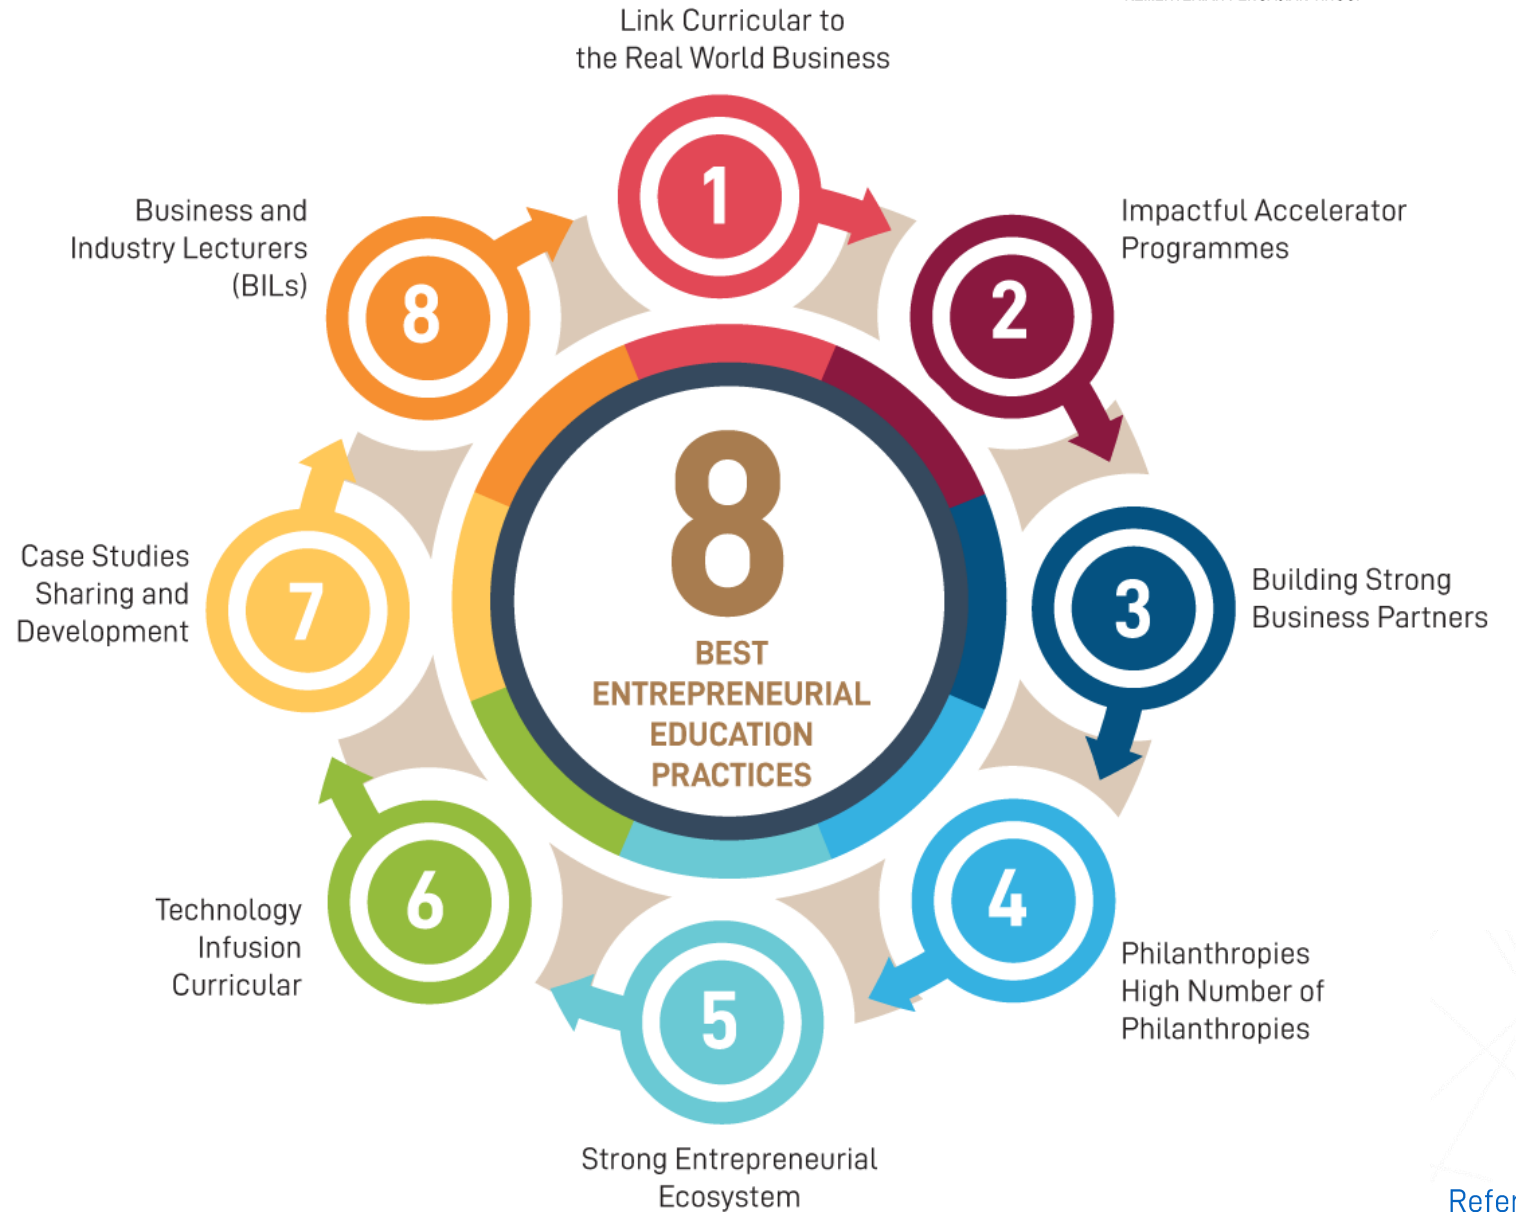 Link Curricular to
the Real World Business
1
Impactful Accelerator
Programmes
2
Building Strong
Business Partners
3
Philanthropies
High Number of
Philanthropies
4
Strong Entrepreneurial
Ecosystem
5
Technology
Infusion
Curricular
6
Case Studies
Sharing and
Development
7
Business and
Industry Lecturers
(BILs)
8
8
BEST
ENTREPRENEURIAL
EDUCATION
PRACTICES
Refer